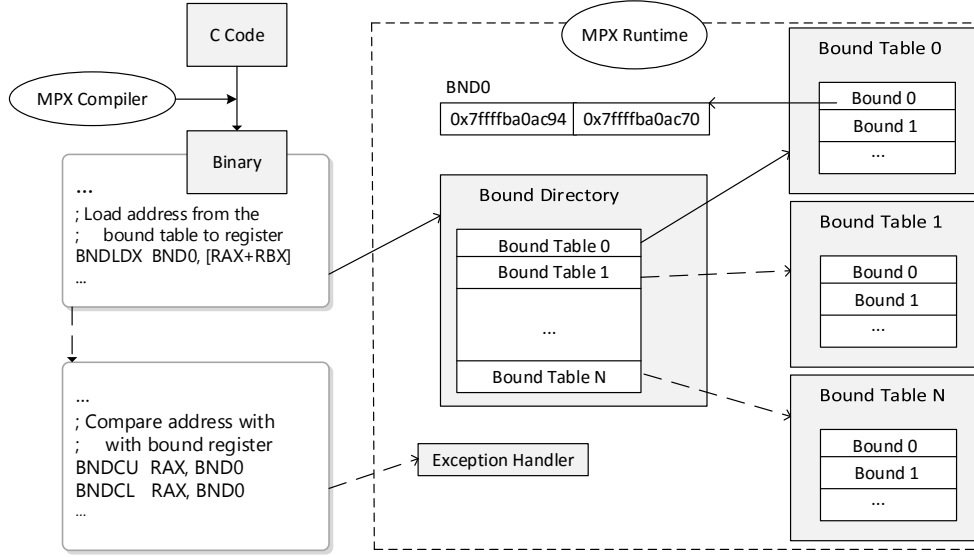 C Code
MPX Compiler
Binary
...
; Load address from the
; bound table to register
BNDLDX BND0, [RAX+RBX]
...
...
; Compare address with
; with bound register
BNDCU RAX, BND0
BNDCL RAX, BND0
...
MPX Runtime
BND0
0x7ffffba0ac94 0x7ffffba0ac70
Bound Directory
Bound Table 0
Bound Table 1
...
Bound Table N
Exception Handler
Bound Table 0
Bound 0
Bound 1
...
Bound Table 1
Bound 0
Bound 1
...
Bound Table N
Bound 0
Bound 1
...